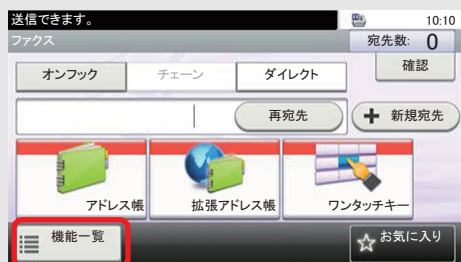 送信できます。 10:10
ファクス 宛先数: 0
オンフック チェーン ダイレクト 確認
再宛先 + 新規宛先
アドレス帳 拡張アドレス帳 ワンタッチキー
機能一覧 お気に入り